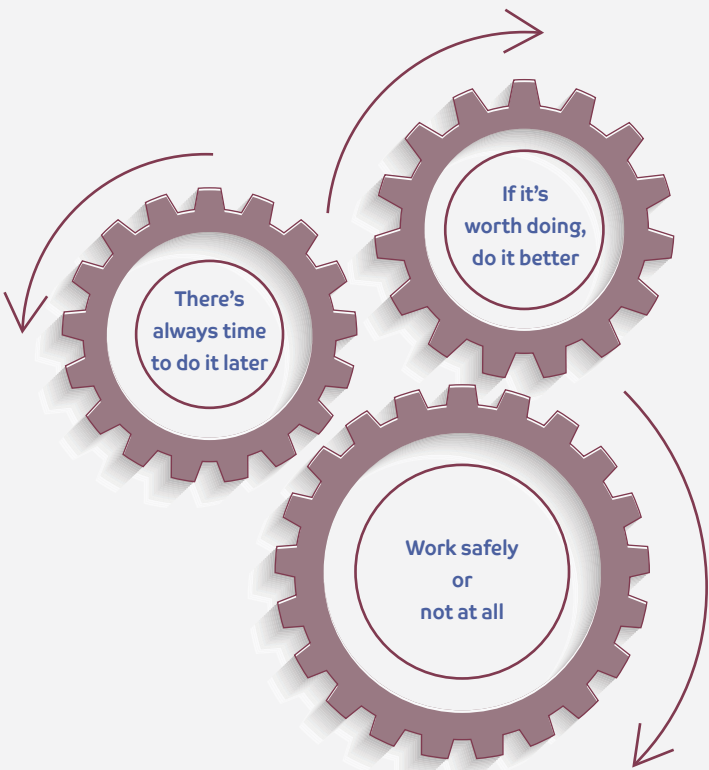 There’s
always time
to do it later
If it’s
worth doing,
do it better
Work safely
or
not at all